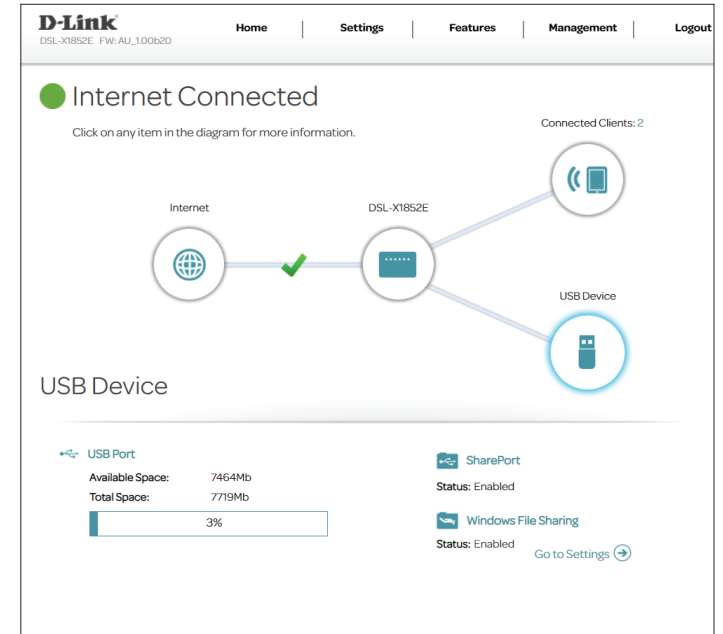 D-Link
DSL-X1852E FW: AU_1.00b20
Home
Settings
Features
Management
Logout
Internet Connected
Click on any item in the diagram for more information.
Connected Clients: 2
Internet
DSL-X1852E
USB Device
USB Device
USB Port
Available Space: 7464Mb
Total Space: 7719Mb
3%
SharePort
Status: Enabled
Windows File Sharing
Status: Enabled
Go to Settings